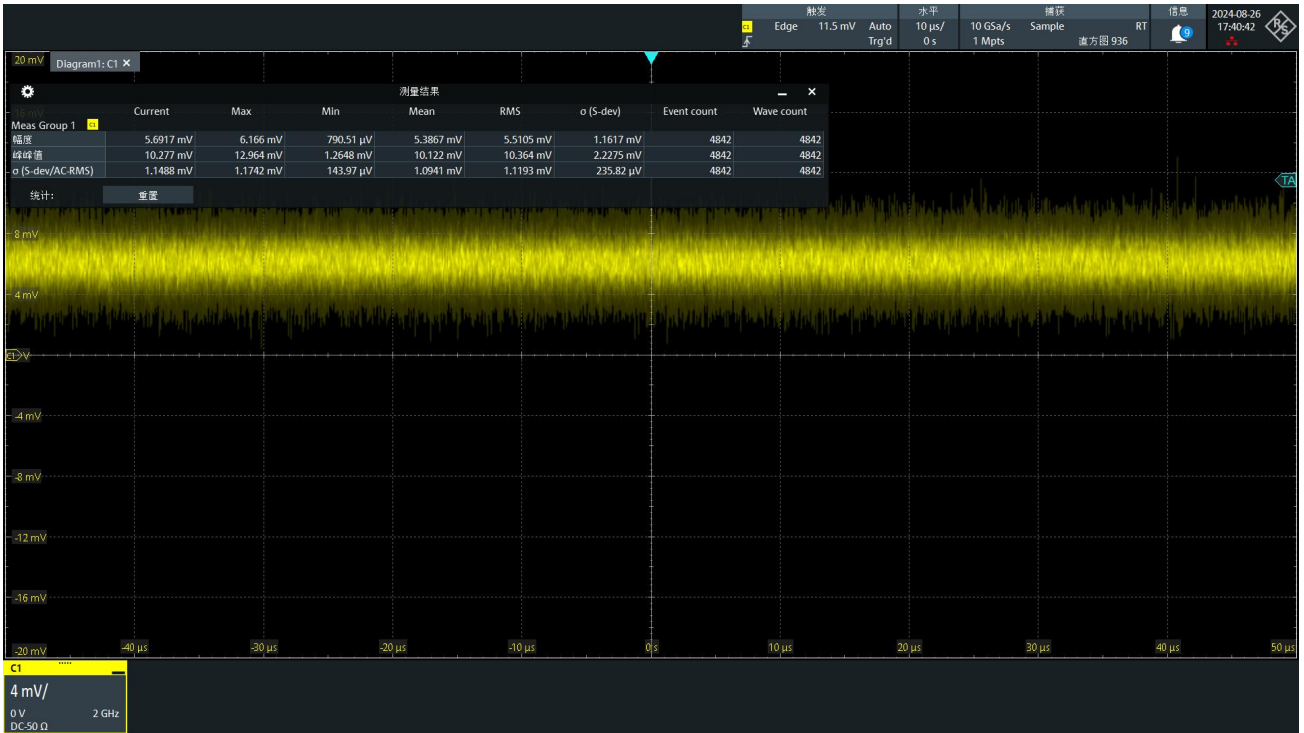 触发 水平 捕获 信息 2024-08-26
C1 Edge 11.5 mV Auto 10 µs/ 10 GSa/s Sample RT 9 17:40:42
Trg'd 0 s 1 Mpts 直方图 936
20 mV Diagram1: C1 ×
测量结果
Current Max Min Mean RMS σ (S-dev) Event count Wave count
Meas Group 1 C1
幅度 5.6917 mV 6.166 mV 790.51 µV 5.3867 mV 5.5105 mV 1.1617 mV 4842 4842
峰峰值 10.277 mV 12.964 mV 1.2648 mV 10.122 mV 10.364 mV 2.2275 mV 4842 4842
σ (S-dev/AC-RMS) 1.1488 mV 1.1742 mV 143.97 µV 1.0941 mV 1.1193 mV 235.82 µV 4842 4842
TA
统计: 重置
8 mV
4 mV
C1 V
-4 mV
-8 mV
-12 mV
-16 mV
-20 mV -40 µs -30 µs -20 µs -10 µs 0 s 10 µs 20 µs 30 µs 40 µs 50 µs
C1
4 mV/
0 V 2 GHz
DC-50 Ω